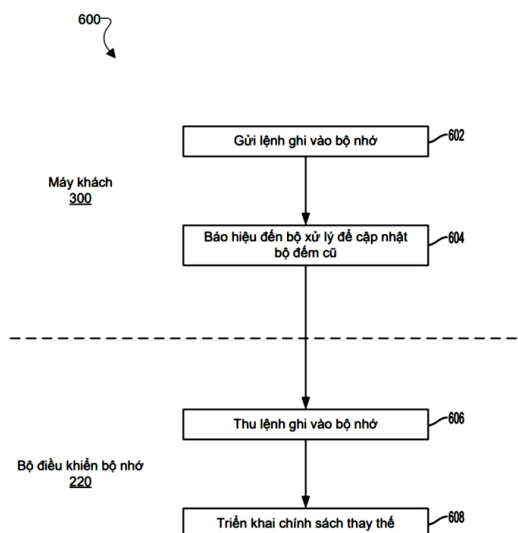 600
Gửi lệnh ghi vào bộ nhớ
602
Máy khách
300
Báo hiệu đến bộ xử lý để cập nhật
bộ đếm cũ
604
Thu lệnh ghi vào bộ nhớ
606
Bộ điều khiển bộ nhớ
220
Triển khai chính sách thay thế
608